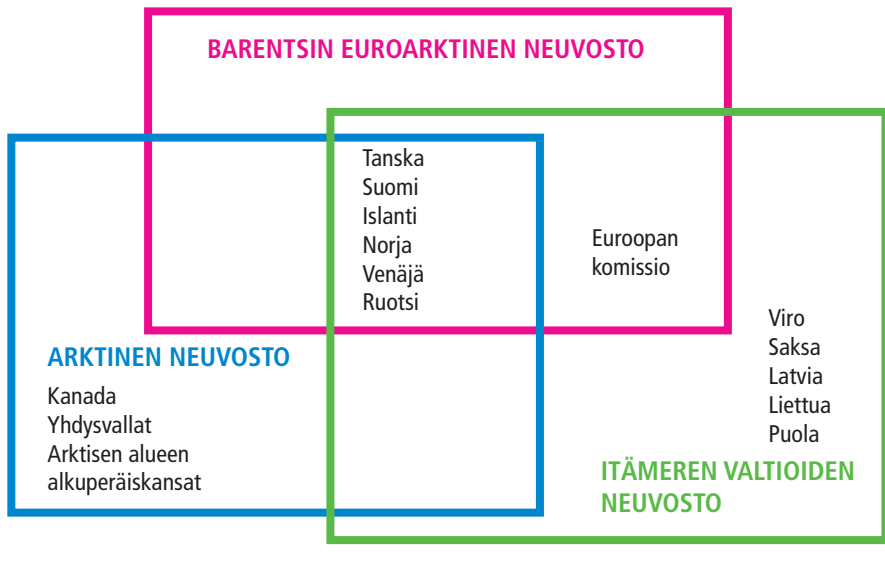 BARENTSIN EUROARKTINEN NEUVOSTO
Tanska
Suomi
Islanti
Norja
Venäjä
Ruotsi
Euroopan
komissio
Viro
Saksa
Latvia
Liettua
Puola
ARKTINEN NEUVOSTO
Kanada
Yhdysvallat
Arktisen alueen
alkuperäiskansat
ITÄMEREN VALTIOIDEN
NEUVOSTO